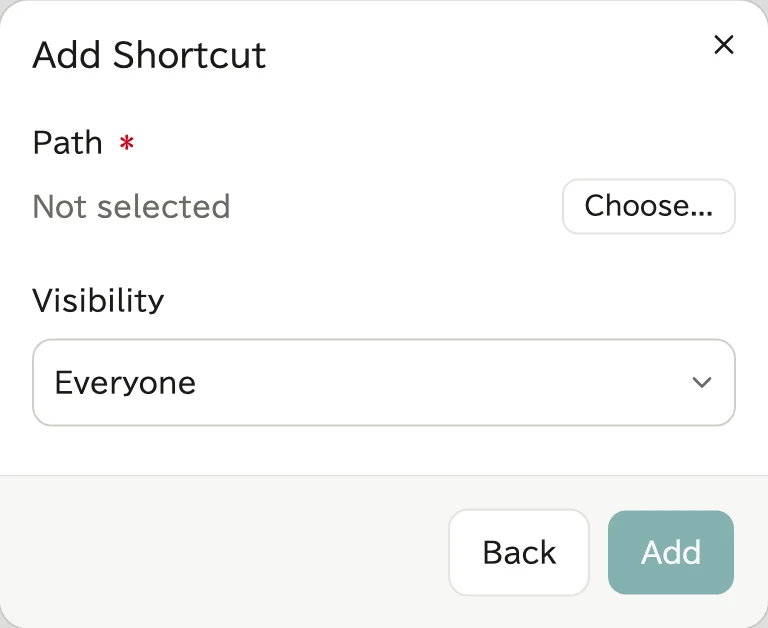 Add Shortcut
Path *
Not selected
Choose...
Visibility
Everyone
Back
Add